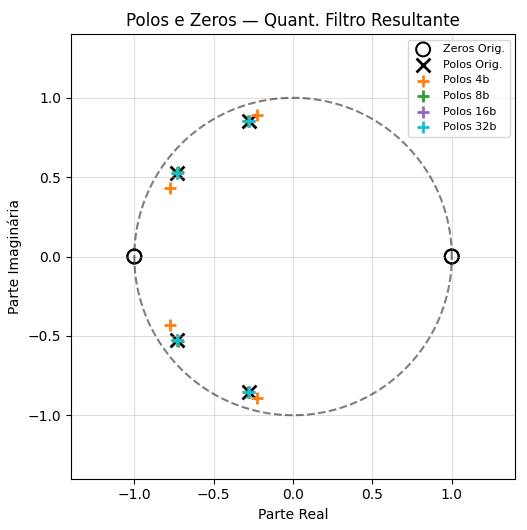 Polos e Zeros — Quant. Filtro Resultante
Zeros Orig.
Polos Orig.
Polos 4b
Polos 8b
Polos 16b
Polos 32b
Parte Imaginária
1.0
0.5
0.0
−0.5
−1.0
−1.0
−0.5
0.0
0.5
1.0
Parte Real